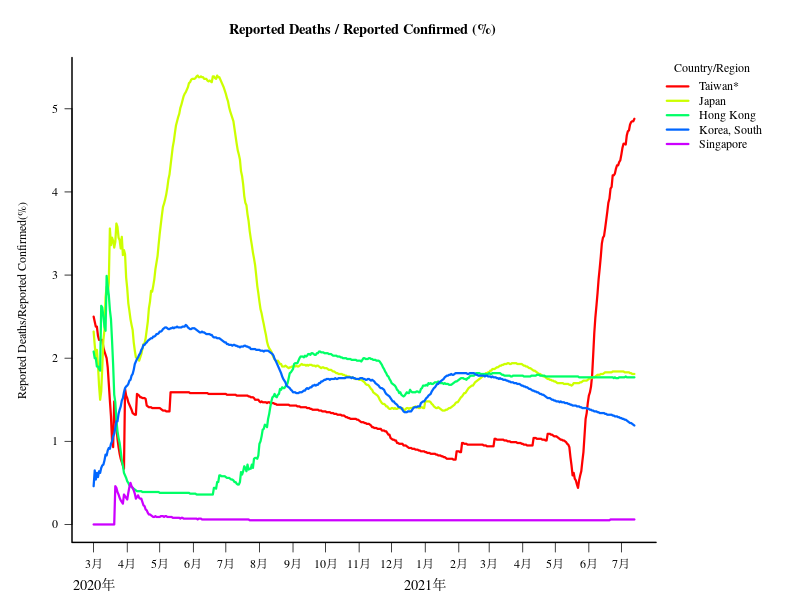 Reported Deaths / Reported Confirmed (%)
Country/Region
Taiwan*
Japan
Hong Kong
Korea, South
Singapore
Reported Deaths/Reported Confirmed(%)
5
4
3
2
1
0
3月 4月 5月 6月 7月 8月 9月 10月 11月 12月 1月 2月 3月 4月 5月 6月 7月
2020年 2021年